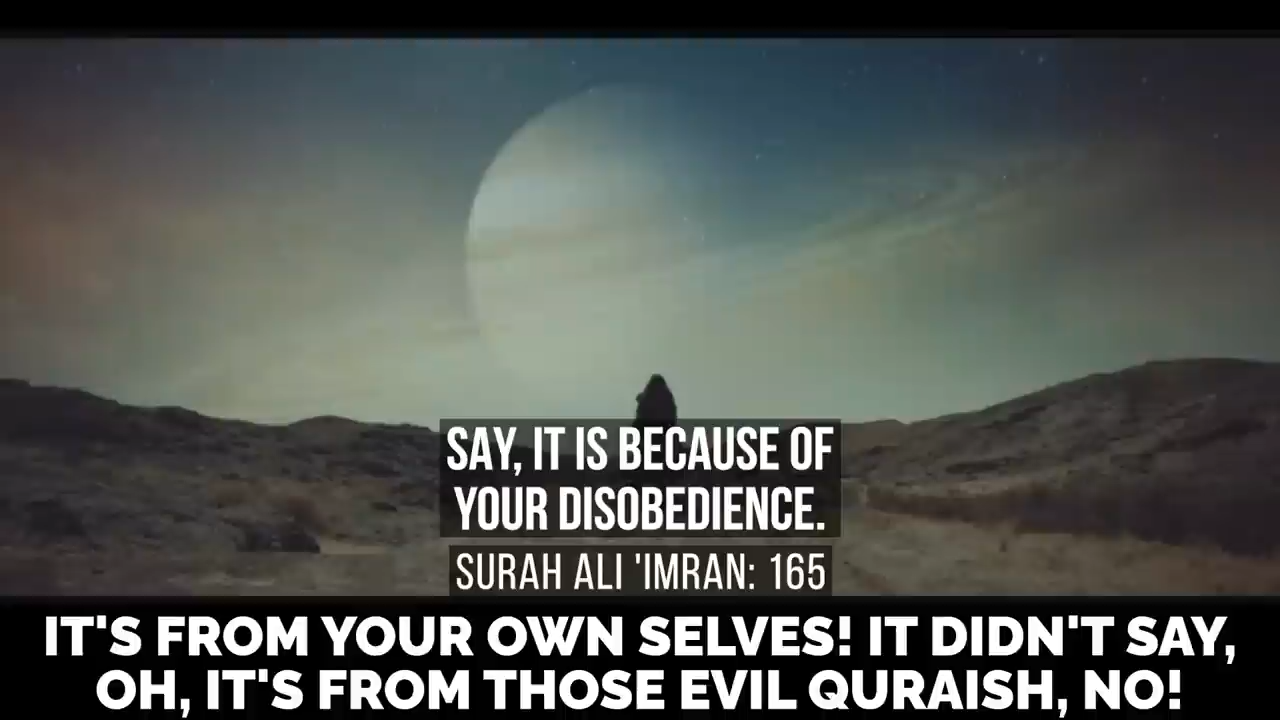 SAY, IT IS BECAUSE OF
YOUR DISOBEDIENCE.
SURAH ALI 'IMRAN: 165
IT'S FROM YOUR OWN SELVES! IT DIDN'T SAY,
OH, IT'S FROM THOSE EVIL QURAISH, NO!